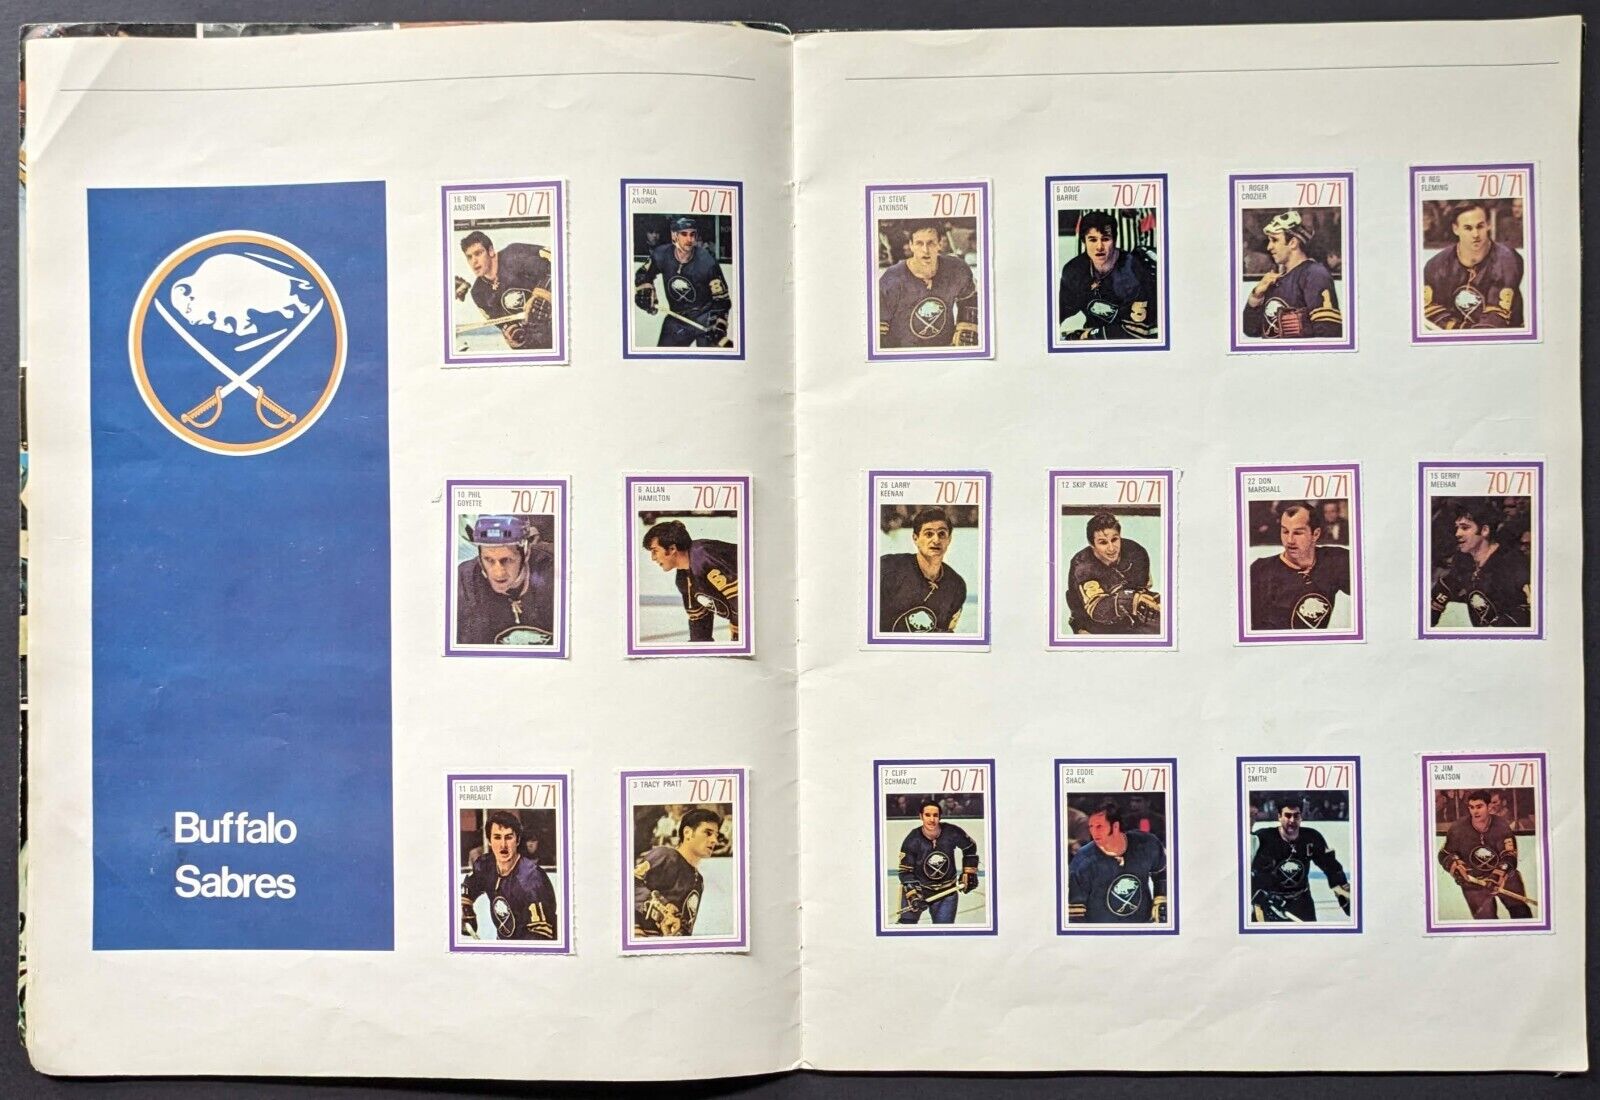 Buffalo
Sabres
16 RON
ANDERSON
70/71
21 PAUL
ANDREA
70/71
10 PHIL
GOYETTE
70/71
6 ALLAN
HAMILTON
70/71
11 GILBERT
PERREAULT
70/71
3 TRACY PRATT
70/71
19 STEVE
ATKINSON
70/71
5 DOUG
BARRIE
70/71
1 ROGER
CROZIER
70/71
9 REG
FLEMING
70/71
26 LARRY
KEENAN
70/71
12 SKIP KRAKE
70/71
22 DON
MARSHALL
70/71
15 GERRY
MEEHAN
70/71
7 CLIFF
SCHMAUTZ
70/71
23 EDDIE
SHACK
70/71
17 FLOYD
SMITH
70/71
2 JIM
WATSON
70/71